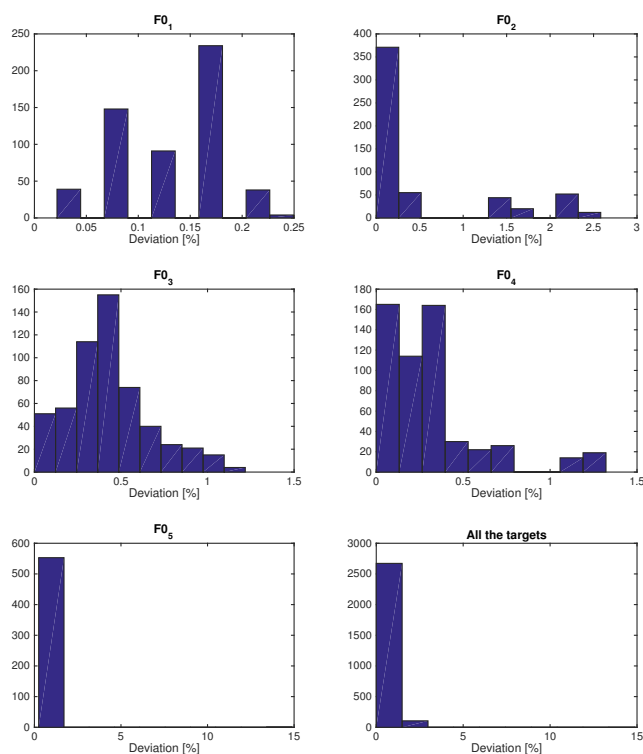 F0₁
250
200
150
100
50
0
0 0.05 0.1 0.15 0.2 0.25
Deviation [%]
F0₂
400
350
300
250
200
150
100
50
0
0 0.5 1 1.5 2 2.5 3
Deviation [%]
F0₃
160
140
120
100
80
60
40
20
0
0 0.5 1 1.5
Deviation [%]
F0₄
180
160
140
120
100
80
60
40
20
0
0 0.5 1 1.5
Deviation [%]
F0₅
600
500
400
300
200
100
0
0 5 10 15
Deviation [%]
All the targets
3000
2500
2000
1500
1000
500
0
0 5 10 15
Deviation [%]